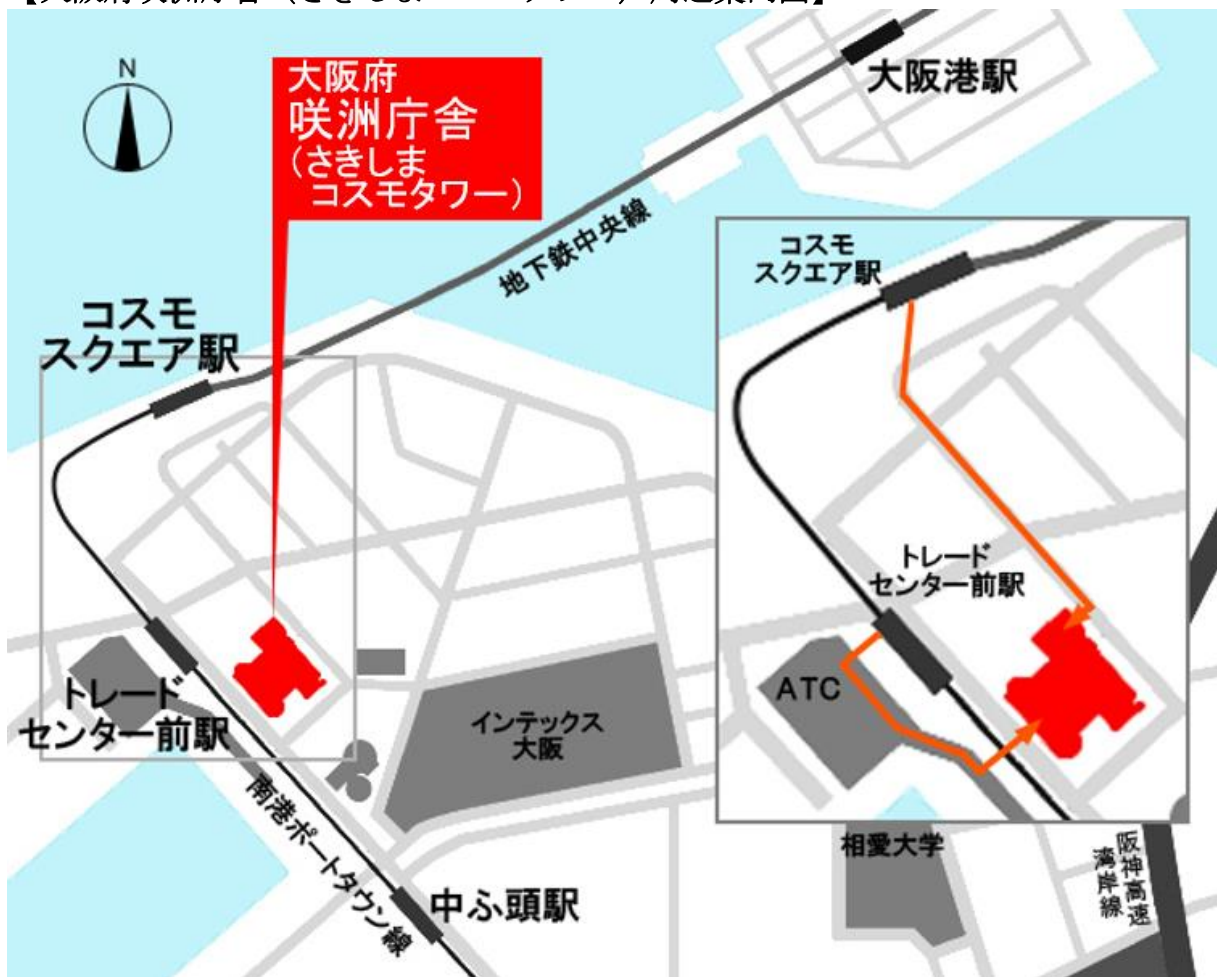 N
大阪府
咲洲庁舎
(さきしま
コスモタワー)
大阪港駅
地下鉄中央線
コスモ
スクエア駅
コスモ
スクエア駅
トレード
センター前駅
ATC
トレード
センター前駅
インテックス
大阪
南港ポートタウン線
中ふ頭駅
相愛大学
阪神高速
湾岸線